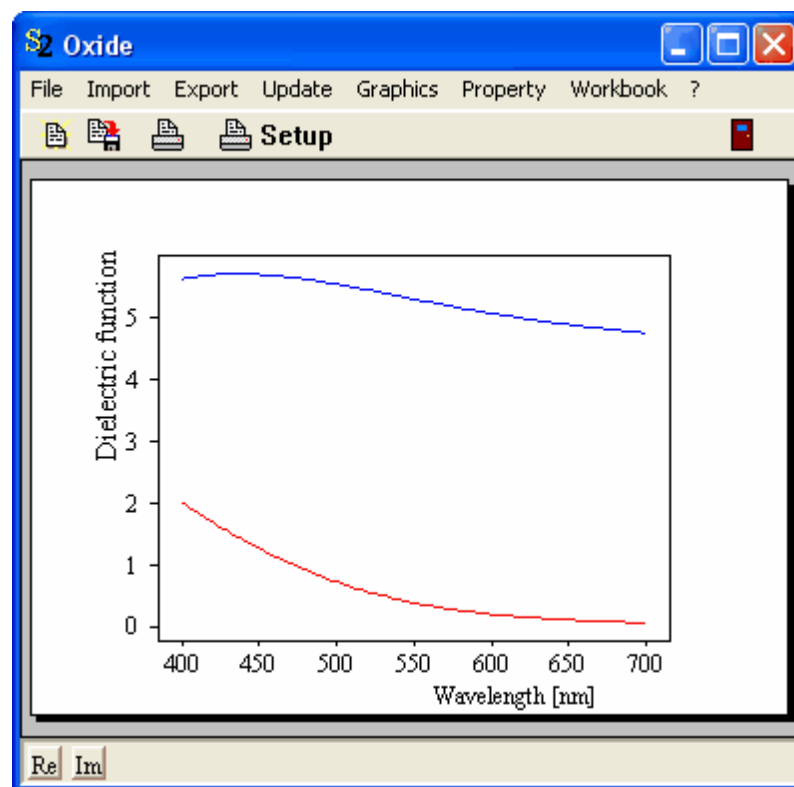 S2 Oxide
File Import Export Update Graphics Property Workbook ?
Setup
Dielectric function
5
4
3
2
1
0
400 450 500 550 600 650 700
Wavelength [nm]
Re Im